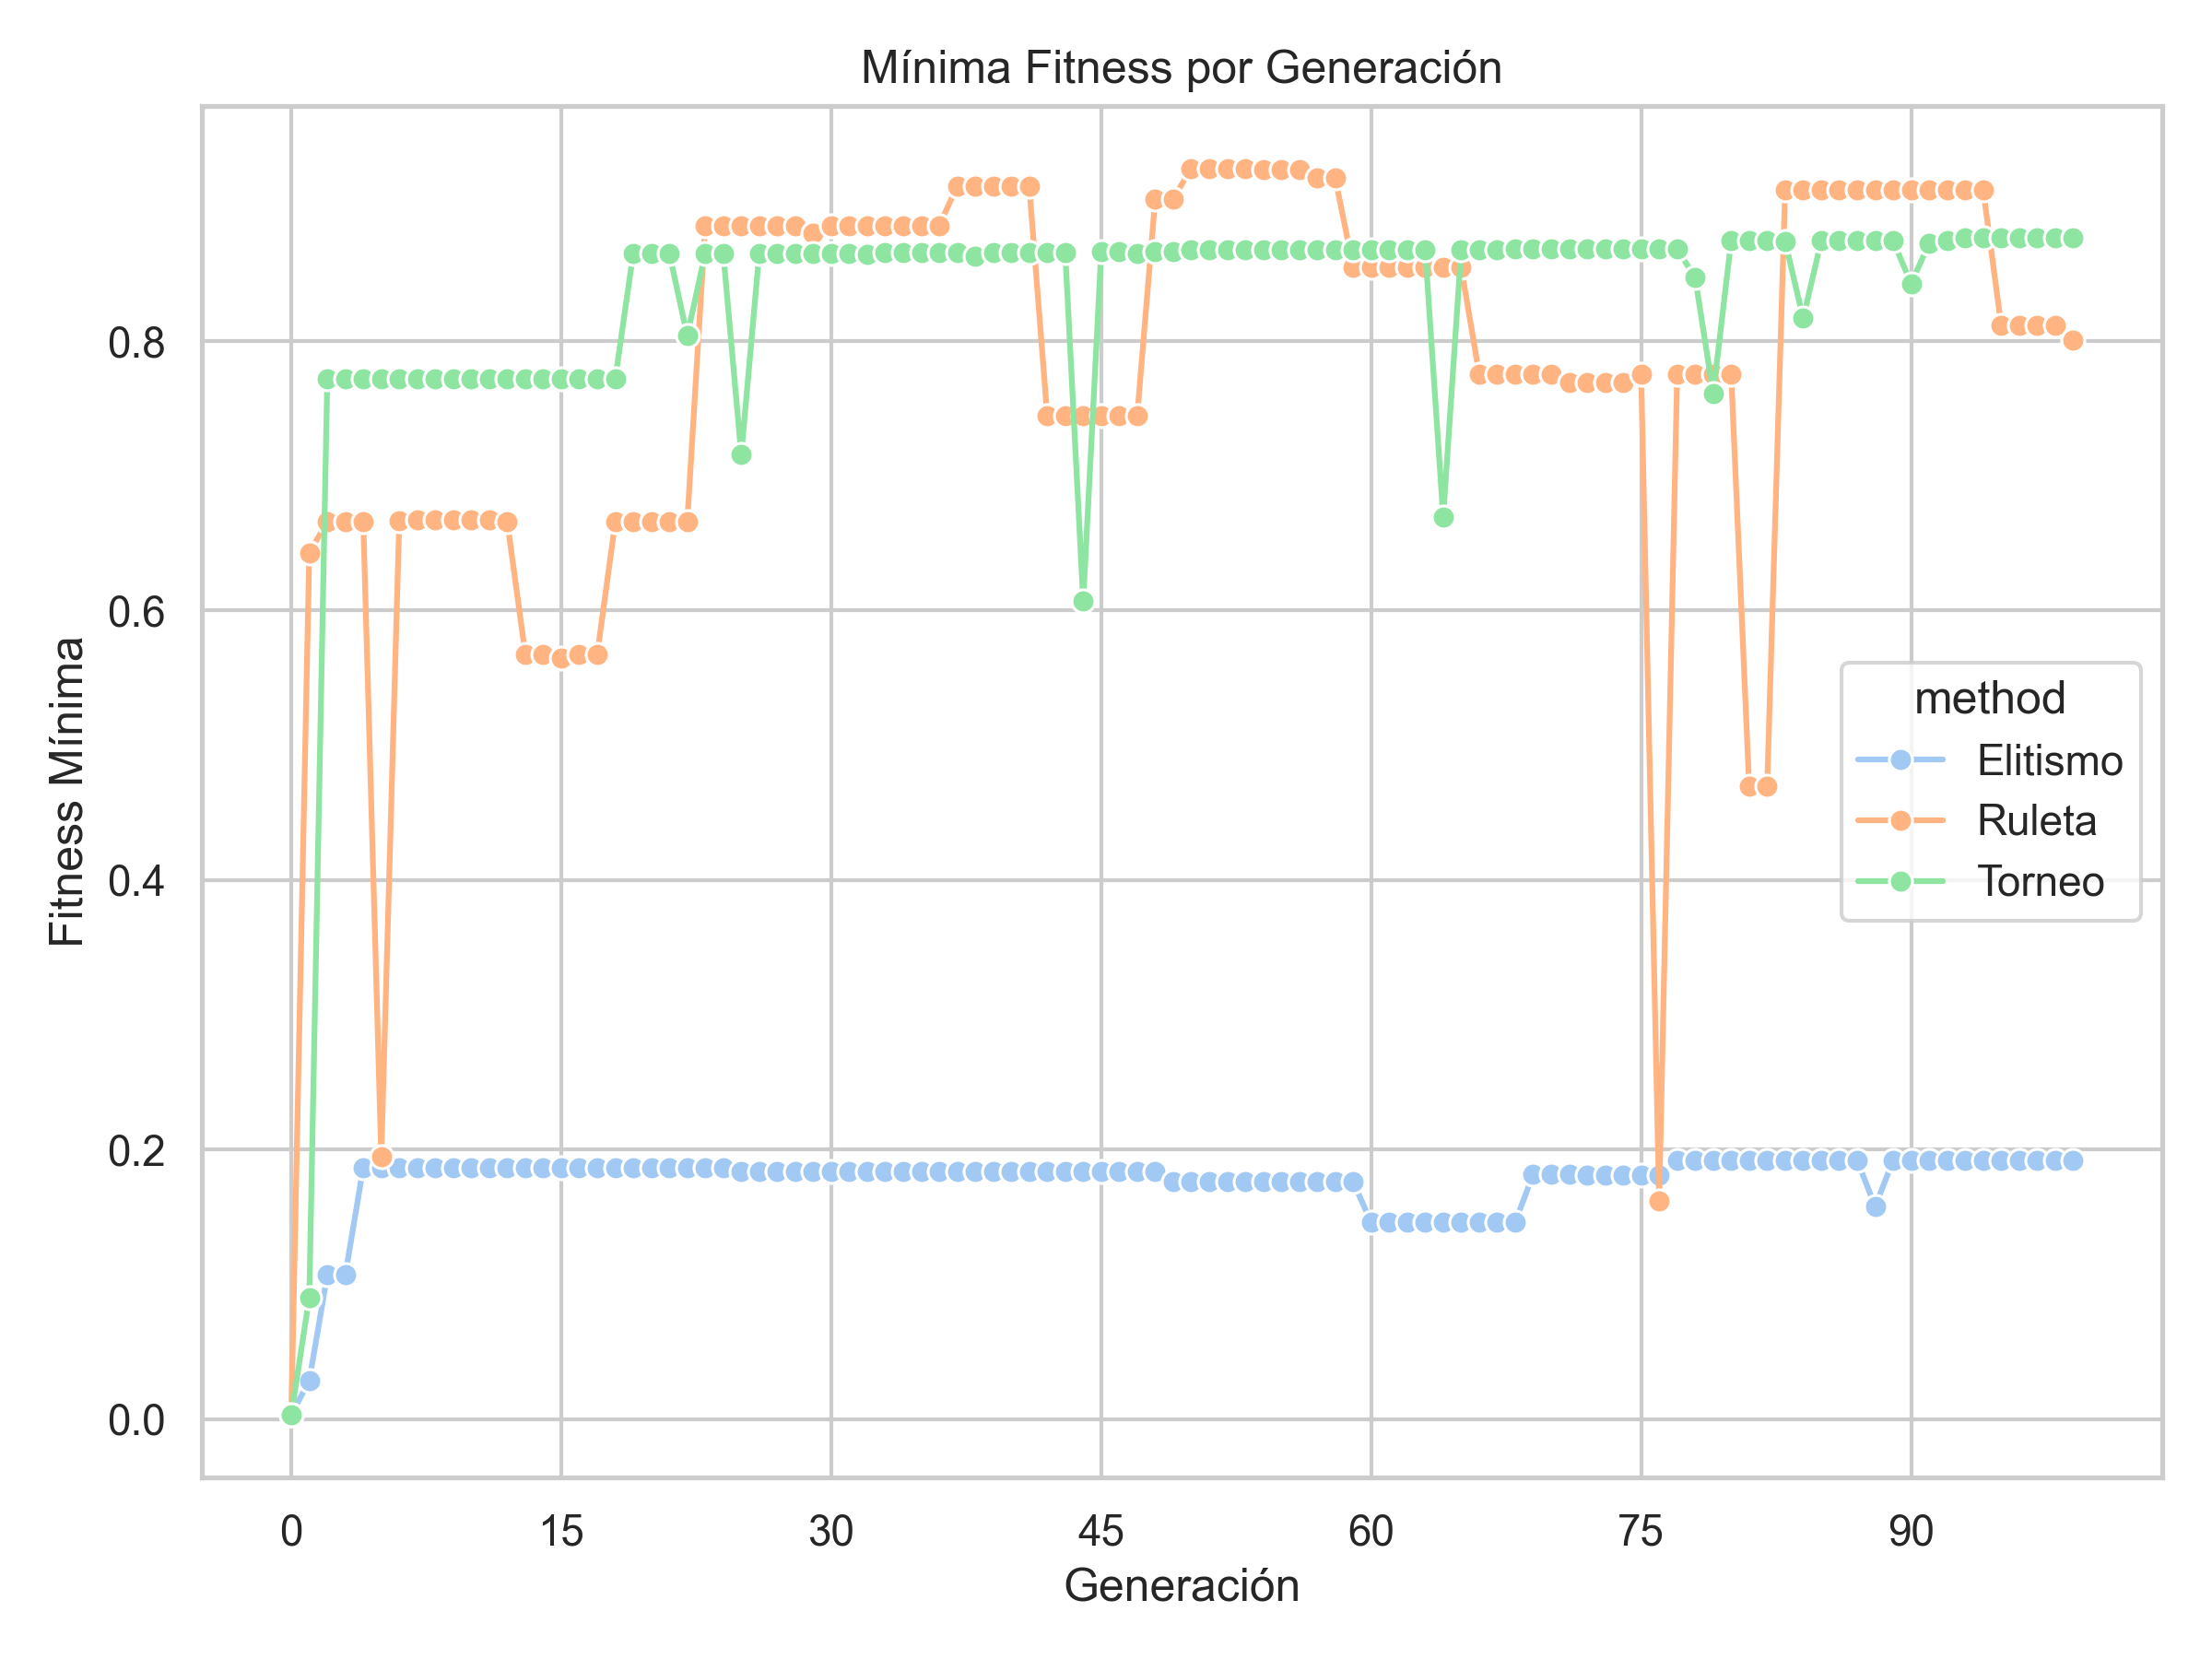 Mínima Fitness por Generación
Fitness Mínima
0.8
0.6
0.4
0.2
0.0
0 15 30 45 60 75 90
Generación
method
Elitismo
Ruleta
Torneo